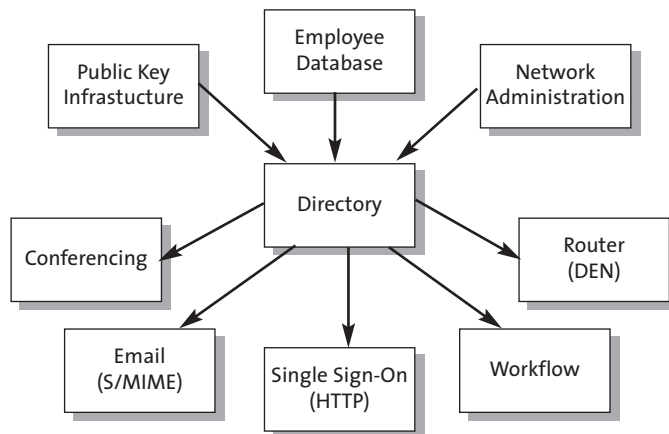 Public Key
Infrastucture
Employee
Database
Network
Administration
Directory
Conferencing
Router
(DEN)
Email
(S/MIME)
Single Sign-On
(HTTP)
Workflow